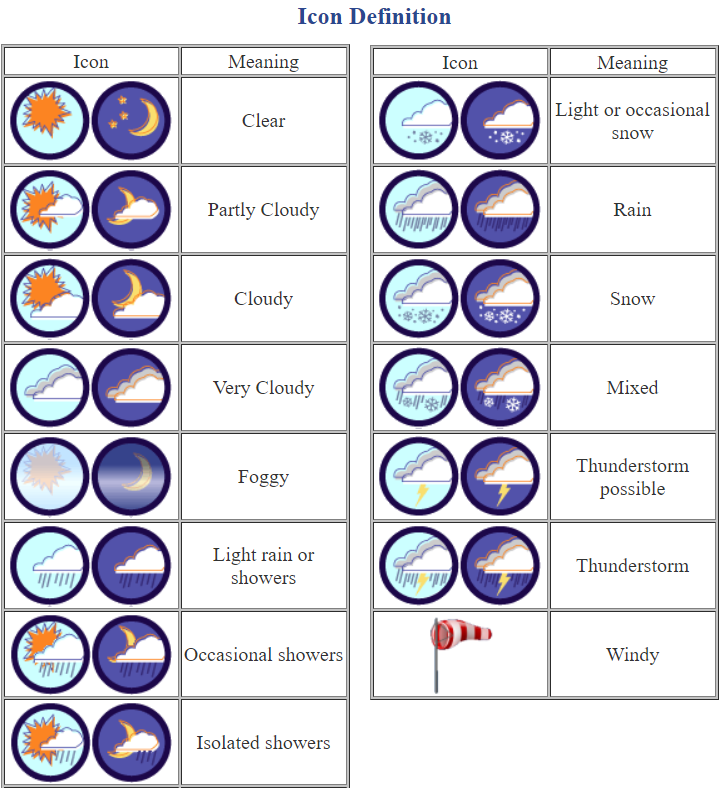 Icon Definition
Icon Meaning
Clear
Partly Cloudy
Cloudy
Very Cloudy
Foggy
Light rain or
showers
Occasional showers
Isolated showers
Icon Meaning
Light or occasional
snow
Rain
Snow
Mixed
Thunderstorm
possible
Thunderstorm
Windy